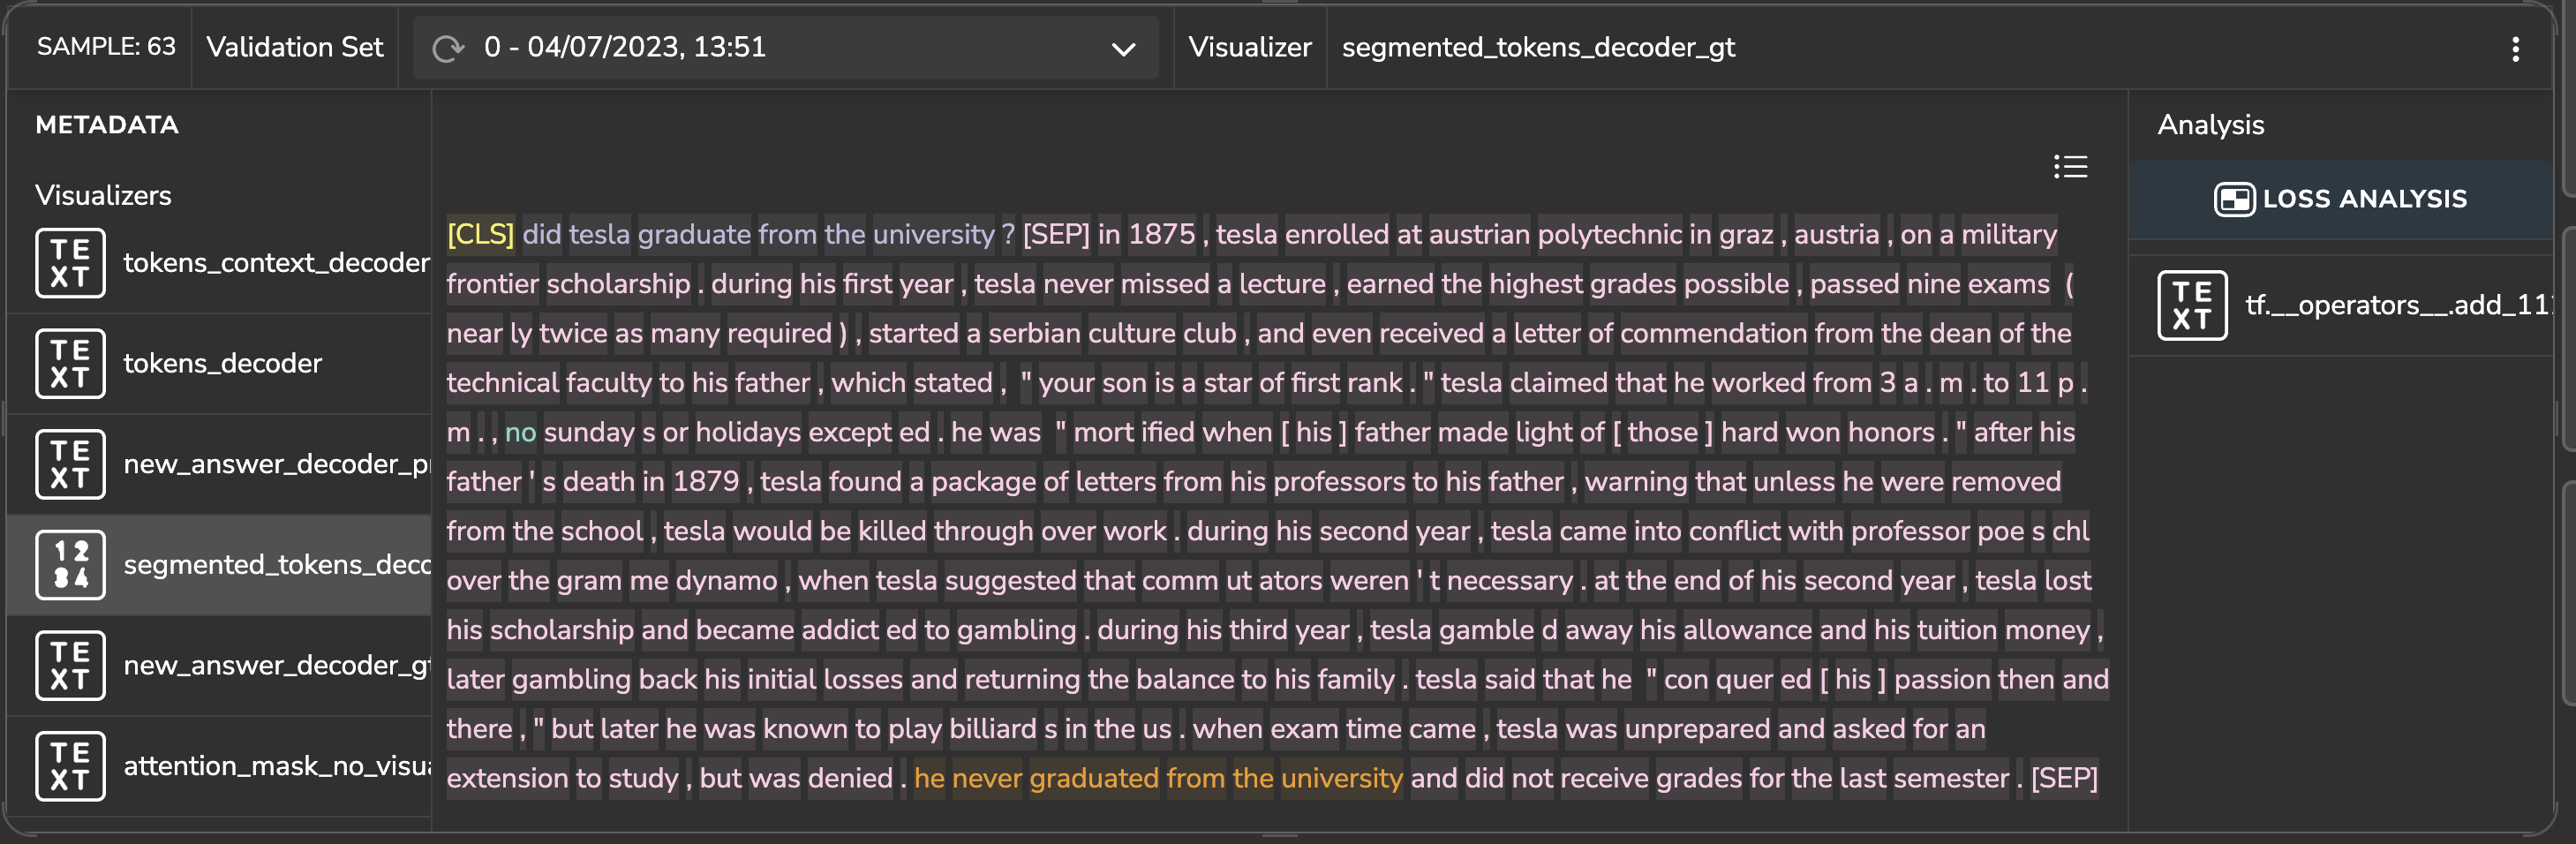 SAMPLE: 63
Validation Set
0 - 04/07/2023, 13:51
Visualizer
segmented_tokens_decoder_gt
METADATA
Visualizers
TE
XT
tokens_context_decoder
TE
XT
tokens_decoder
TE
XT
new_answer_decoder_pr
12
34
segmented_tokens_deco
TE
XT
new_answer_decoder_gt
TE
XT
attention_mask_no_visua
[CLS] did tesla graduate from the university ? [SEP] in 1875 , tesla enrolled at austrian polytechnic in graz , austria , on a military
frontier scholarship . during his first year , tesla never missed a lecture , earned the highest grades possible , passed nine exams (
near ly twice as many required ) , started a serbian culture club , and even received a letter of commendation from the dean of the
technical faculty to his father , which stated , " your son is a star of first rank . " tesla claimed that he worked from 3 a . m . to 11 p .
m . , no sunday s or holidays except ed . he was " mort ified when [ his ] father made light of [ those ] hard won honors . " after his
father ' s death in 1879 , tesla found a package of letters from his professors to his father , warning that unless he were removed
from the school , tesla would be killed through over work . during his second year , tesla came into conflict with professor poe s chl
over the gram me dynamo , when tesla suggested that comm ut ators weren ' t necessary . at the end of his second year , tesla lost
his scholarship and became addict ed to gambling . during his third year , tesla gamble d away his allowance and his tuition money ,
later gambling back his initial losses and returning the balance to his family . tesla said that he " con quer ed [ his ] passion then and
there , " but later he was known to play billiard s in the us . when exam time came , tesla was unprepared and asked for an
extension to study , but was denied . he never graduated from the university and did not receive grades for the last semester . [SEP]
Analysis
LOSS ANALYSIS
TE
XT
tf.__operators__.add_11